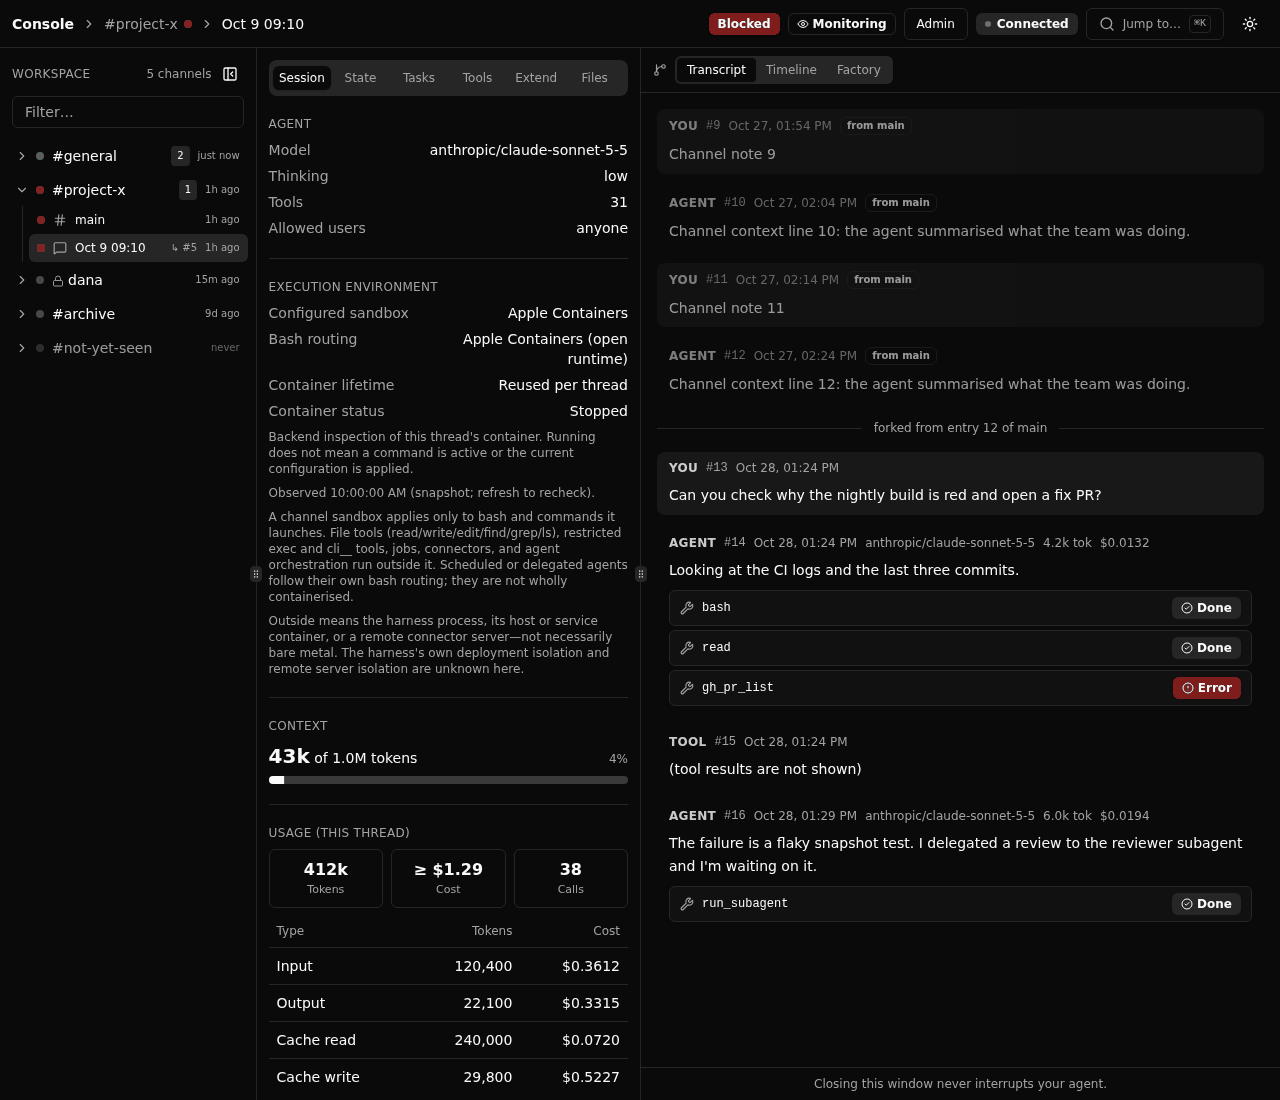 Console #project-x Oct 9 09:10 Blocked Monitoring Admin Connected Jump to... ⌘K
WORKSPACE 5 channels
Filter...
#general 2 just now
#project-x 1 1h ago
main 1h ago
Oct 9 09:10 ↳ #5 1h ago
dana 15m ago
#archive 9d ago
#not-yet-seen never
Session State Tasks Tools Extend Files
AGENT
Model anthropic/claude-sonnet-5-5
Thinking low
Tools 31
Allowed users anyone
EXECUTION ENVIRONMENT
Configured sandbox Apple Containers
Bash routing Apple Containers (open
runtime)
Container lifetime Reused per thread
Container status Stopped
Backend inspection of this thread's container. Running
does not mean a command is active or the current
configuration is applied.
Observed 10:00:00 AM (snapshot; refresh to recheck).
A channel sandbox applies only to bash and commands it
launches. File tools (read/write/edit/find/grep/ls), restricted
exec and cli__ tools, jobs, connectors, and agent
orchestration run outside it. Scheduled or delegated agents
follow their own bash routing; they are not wholly
containerised.
Outside means the harness process, its host or service
container, or a remote connector server—not necessarily
bare metal. The harness's own deployment isolation and
remote server isolation are unknown here.
CONTEXT
43k of 1.0M tokens 4%
USAGE (THIS THREAD)
412k ≥ $1.29 38
Tokens Cost Calls
Type Tokens Cost
Input 120,400 $0.3612
Output 22,100 $0.3315
Cache read 240,000 $0.0720
Cache write 29,800 $0.5227
Transcript Timeline Factory
YOU #9 Oct 27, 01:54 PM from main
Channel note 9
AGENT #10 Oct 27, 02:04 PM from main
Channel context line 10: the agent summarised what the team was doing.
YOU #11 Oct 27, 02:14 PM from main
Channel note 11
AGENT #12 Oct 27, 02:24 PM from main
Channel context line 12: the agent summarised what the team was doing.
forked from entry 12 of main
YOU #13 Oct 28, 01:24 PM
Can you check why the nightly build is red and open a fix PR?
AGENT #14 Oct 28, 01:24 PM anthropic/claude-sonnet-5-5 4.2k tok $0.0132
Looking at the CI logs and the last three commits.
bash Done
read Done
gh_pr_list Error
TOOL #15 Oct 28, 01:24 PM
(tool results are not shown)
AGENT #16 Oct 28, 01:29 PM anthropic/claude-sonnet-5-5 6.0k tok $0.0194
The failure is a flaky snapshot test. I delegated a review to the reviewer subagent
and I'm waiting on it.
run_subagent Done
Closing this window never interrupts your agent.